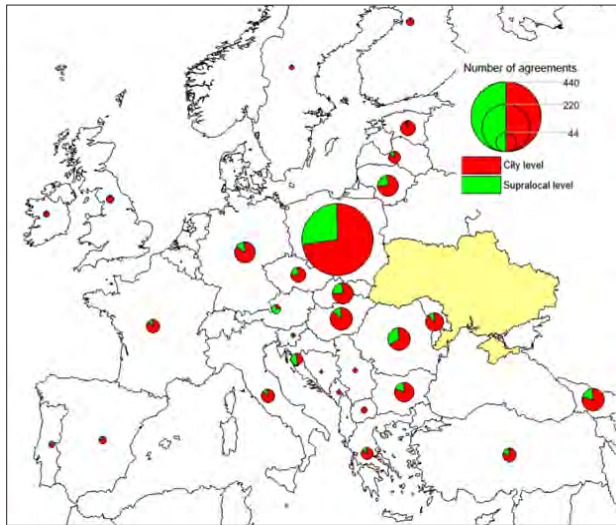 Number of agreements
440
220
44
City level
Supralocal level